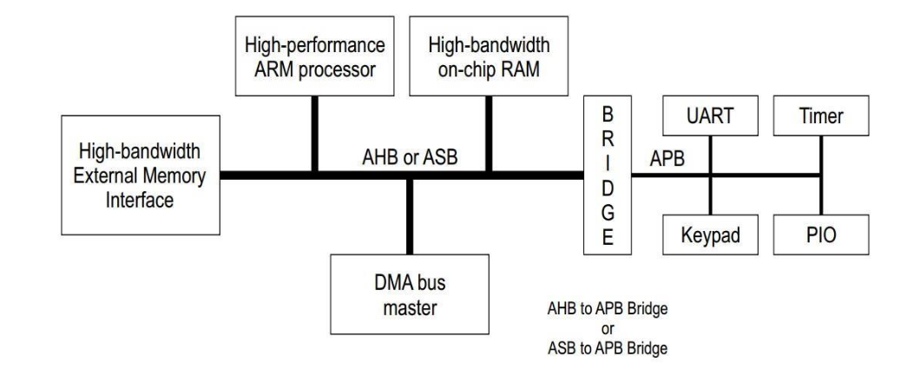 High-performance
ARM processor
High-bandwidth
on-chip RAM
High-bandwidth
External Memory
Interface
AHB or ASB
B
R
I
D
G
E
APB
UART
Timer
Keypad
PIO
DMA bus
master
AHB to APB Bridge
or
ASB to APB Bridge